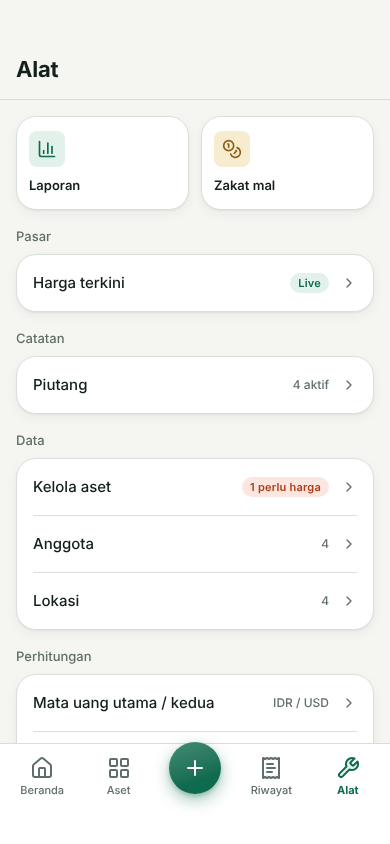 Alat
Laporan
Zakat mal
Pasar
Harga terkini
Live
Catatan
Piutang
4 aktif
Data
Kelola aset
1 perlu harga
Anggota
4
Lokasi
4
Perhitungan
Mata uang utama / kedua
IDR / USD
Beranda
Aset
Riwayat
Alat